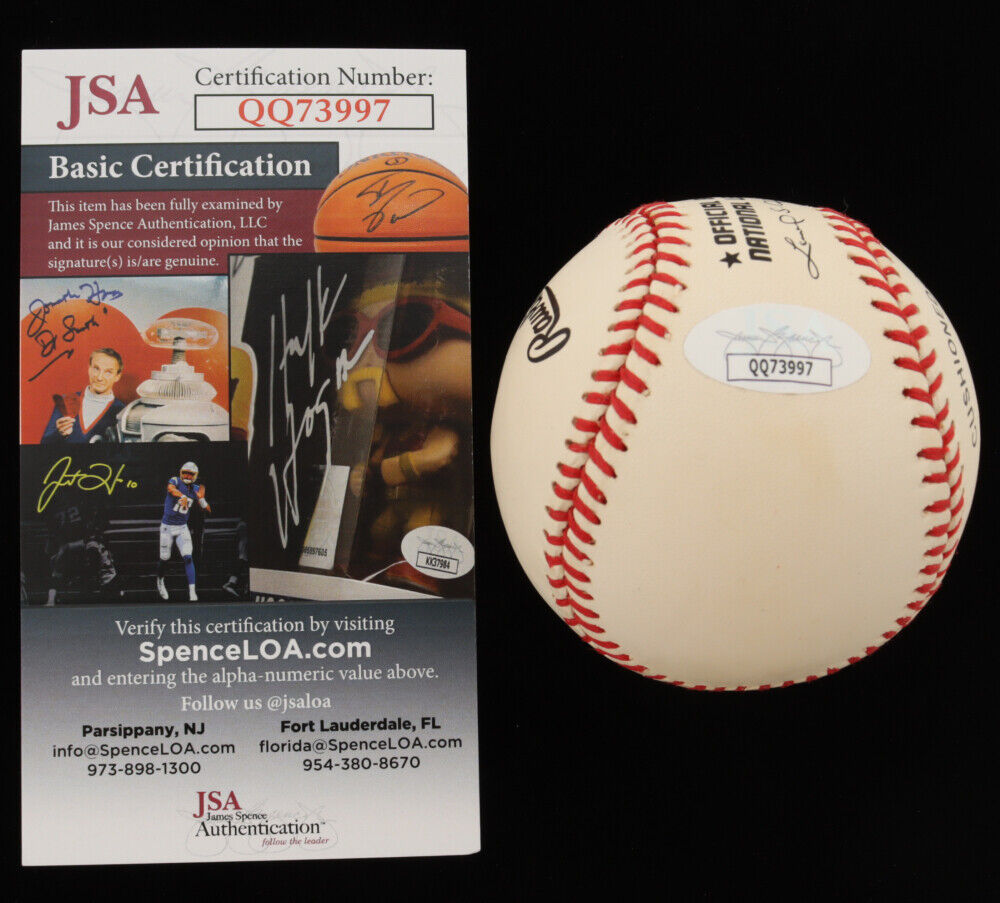 JSA
Certification Number:
QQ73997
Basic Certification
This item has been fully examined by
James Spence Authentication, LLC
and it is our considered opinion that the
signature(s) is/are genuine.
Hulk
KK37984
Verify this certification by visiting
SpenceLOA.com
and entering the alpha-numeric value above.
Follow us @jsaloa
Parsippany, NJ
info@SpenceLOA.com
973-898-1300
Fort Lauderdale, FL
florida@SpenceLOA.com
954-380-8670
JSA
James Spence
Authentication™
follow the leader
★ OFFICIAL
NATIONAL
QQ73997